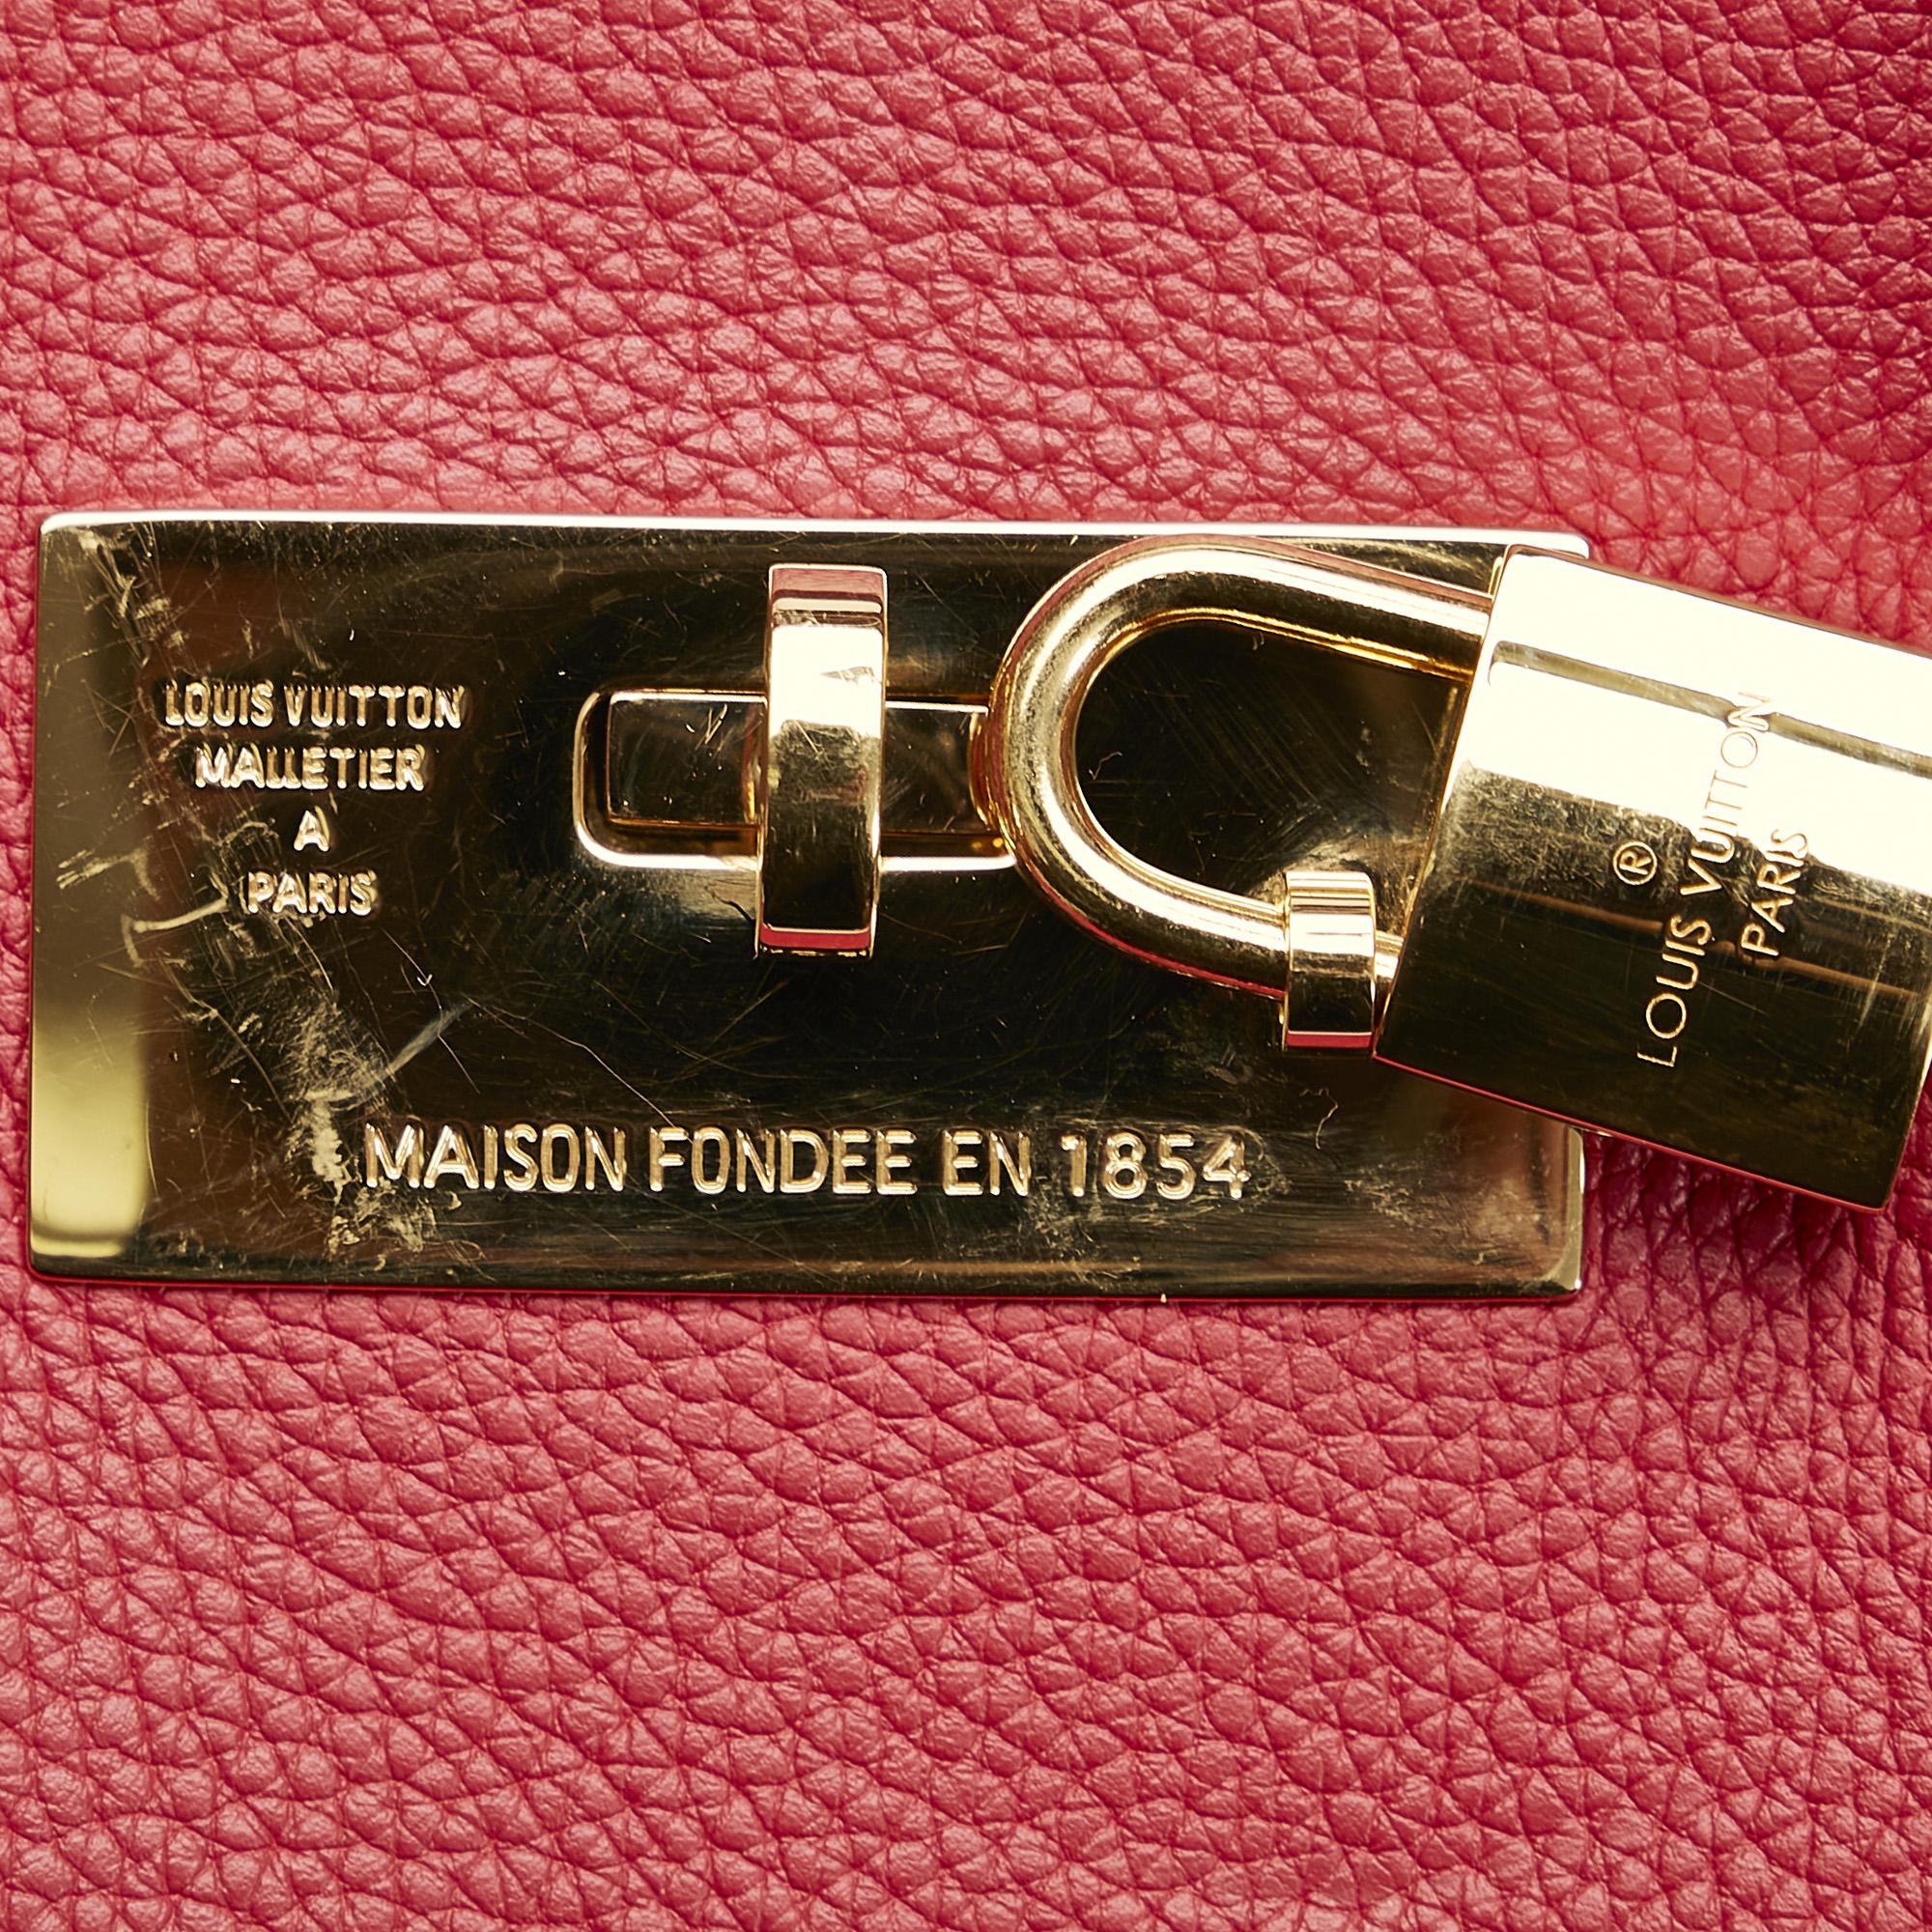 LOUIS VUITTON
MALLETIER
A
PARIS
MAISON FONDEE EN 1854
®
LOUIS VUITTON
PARIS